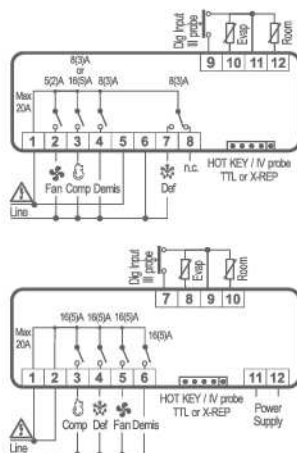 Dig Input
III probe
Evap
Room
9 10 11 12
8(3)A
or
5(2)A 16(5)A 8(3)A 8(3)A
Max
20A
1 2 3 4 5 6 7 8
n.c.
HOT KEY / IV probe
TTL or X-REP
Fan Comp Demis Def
Line
Dig Input
III probe
Evap
Room
7 8 9 10
16(5)A 16(5)A 16(5)A
Max
20A
16(5)A
1 2 3 4 5 6 11 12
HOT KEY / IV probe
TTL or X-REP
Power
Supply
Comp Def Fan Demis
Line